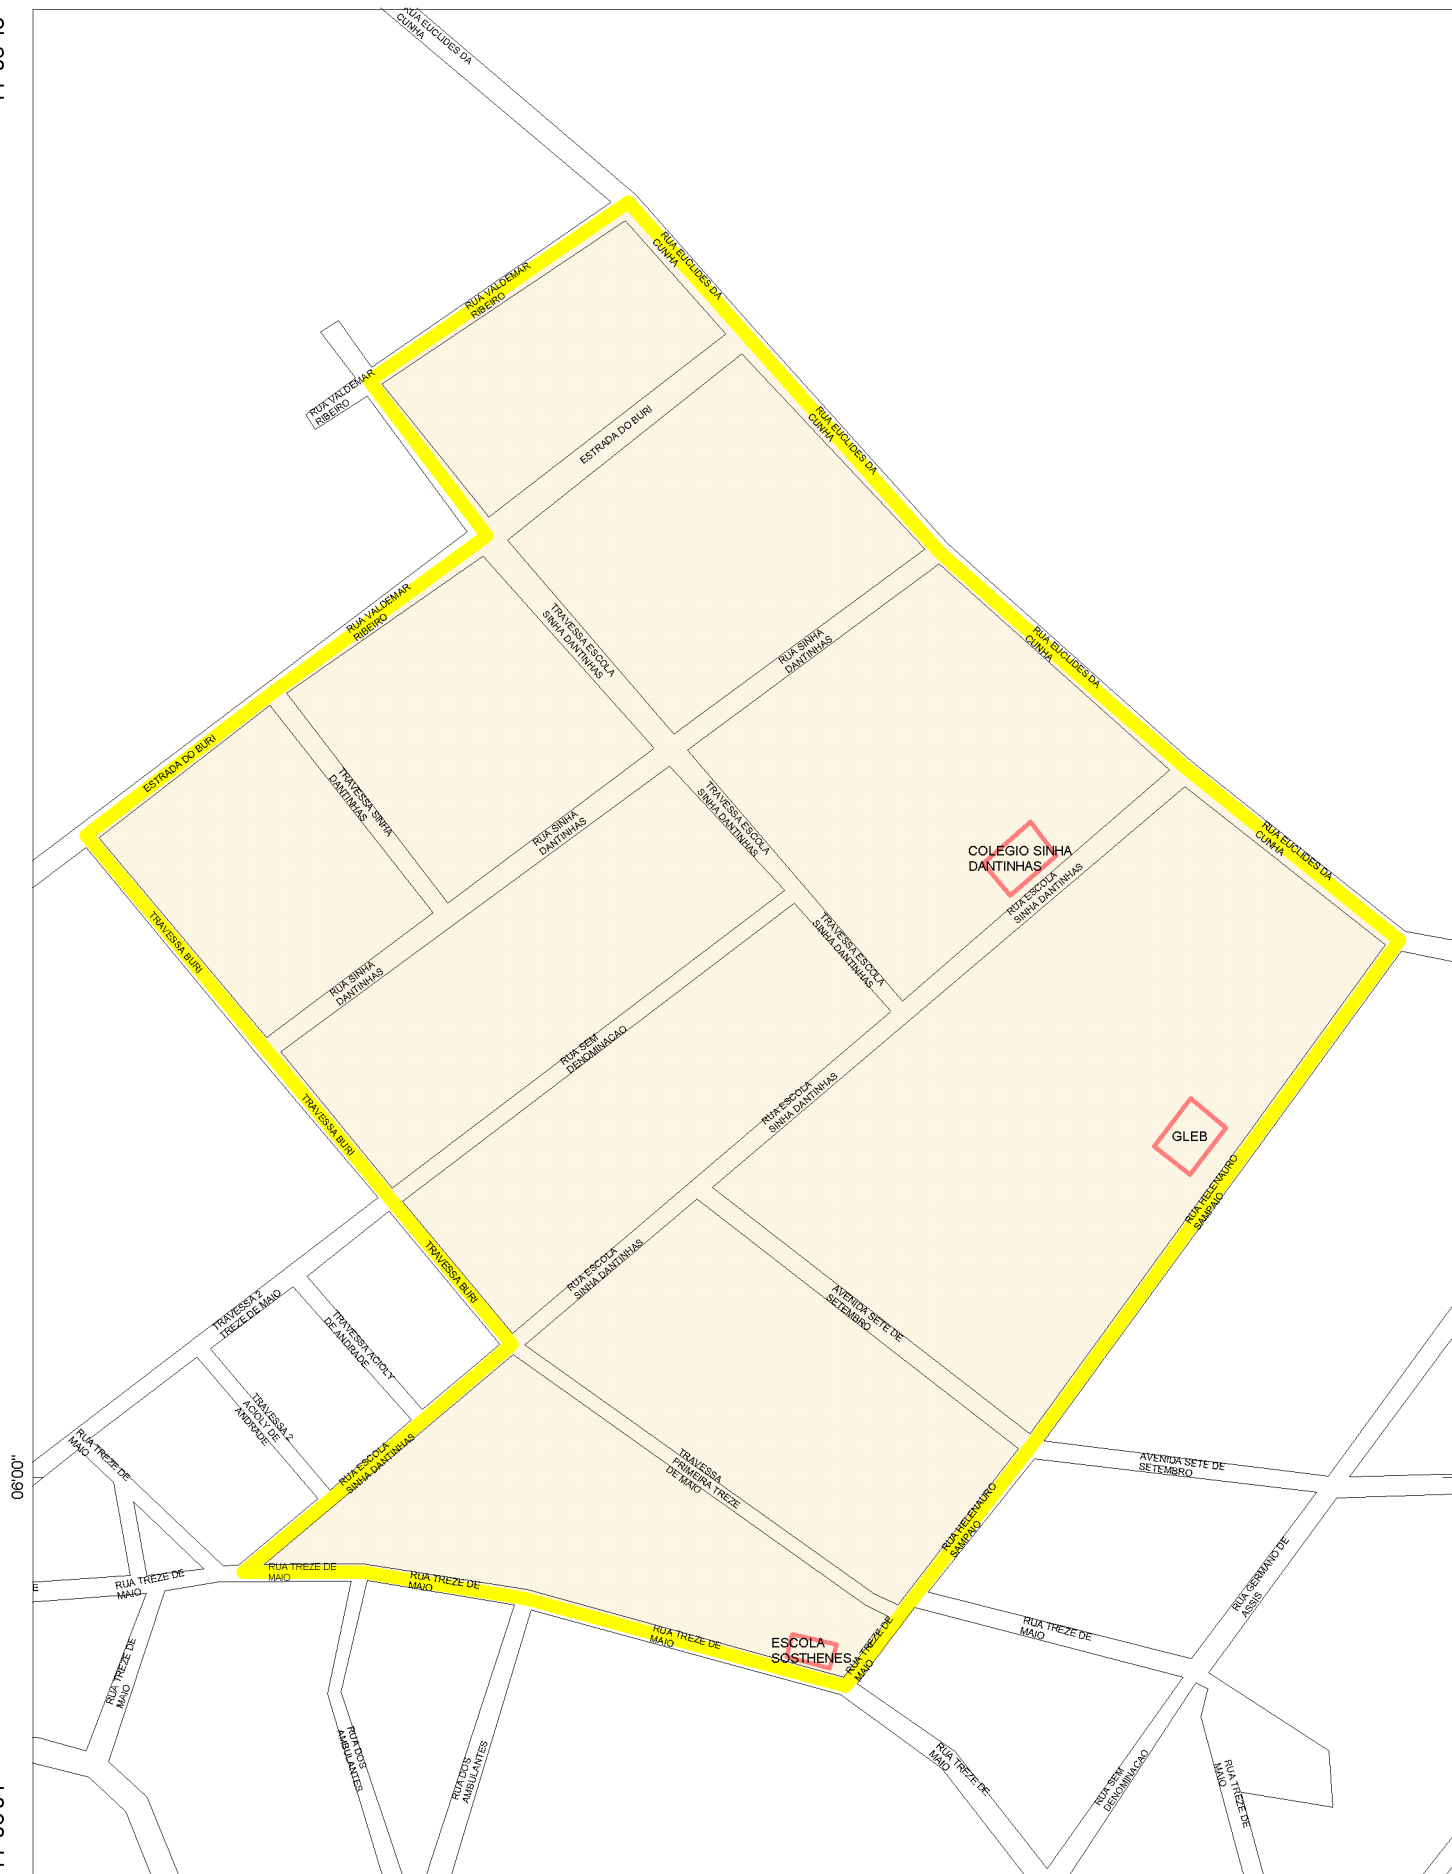 RUA EUCLIDES DA
CUNHA
RUA EUCLIDES DA
CUNHA
RUA VALDEMAR
RIBEIRO
RUA VALDEMAR
RIBEIRO
ESTRADA DO BURI
RUA EUCLIDES DA
CUNHA
RUA VALDEMAR
RIBEIRO
TRAVESSA ESCOLA
SINHA DANTINHAS
RUA SINHA
DANTINHAS
RUA EUCLIDES DA
CUNHA
ESTRADA DO BURI
TRAVESSA SINHA
DANTINHAS
RUA SINHA
DANTINHAS
TRAVESSA ESCOLA
SINHA DANTINHAS
COLEGIO SINHA
DANTINHAS
RUA EUCLIDES DA
CUNHA
RUA ESCOLA
SINHA DANTINHAS
TRAVESSA BURI
RUA SINHA
DANTINHAS
TRAVESSA ESCOLA
SINHA DANTINHAS
RUA SEM
DENOMINACAO
TRAVESSA BURI
RUA ESCOLA
SINHA DANTINHAS
GLEB
RUA HELENAURO
SAMPAIO
TRAVESSA BURI
RUA ESCOLA
SINHA DANTINHAS
TRAVESSA 2
TREZE DE MAIO
TRAVESSA ACIOLY
DE ANDRADE
AVENIDA SETE DE
SETEMBRO
TRAVESSA 2
ACIOLY DE
ANDRADE
RUA TREZE DE
MAIO
RUA ESCOLA
SINHA DANTINHAS
TRAVESSA
PRIMEIRA TREZE
DE MAIO
AVENIDA SETE DE
SETEMBRO
06'00"
RUA HELENAURO
SAMPAIO
RUA TREZE DE
MAIO
RUA TREZE DE
MAIO
RUA TREZE DE
MAIO
RUA GERMANO DE
ASSIS
RUA TREZE DE
MAIO
RUA TREZE DE
MAIO
ESCOLA
SOSTHENES
RUA TREZE DE
MAIO
RUA TREZE DE
MAIO
RUA DOS
AMBULANTES
RUA DOS
AMBULANTES
RUA TREZE DE
MAIO
RUA SEM
DENOMINACAO
RUA TREZE DE
MAIO